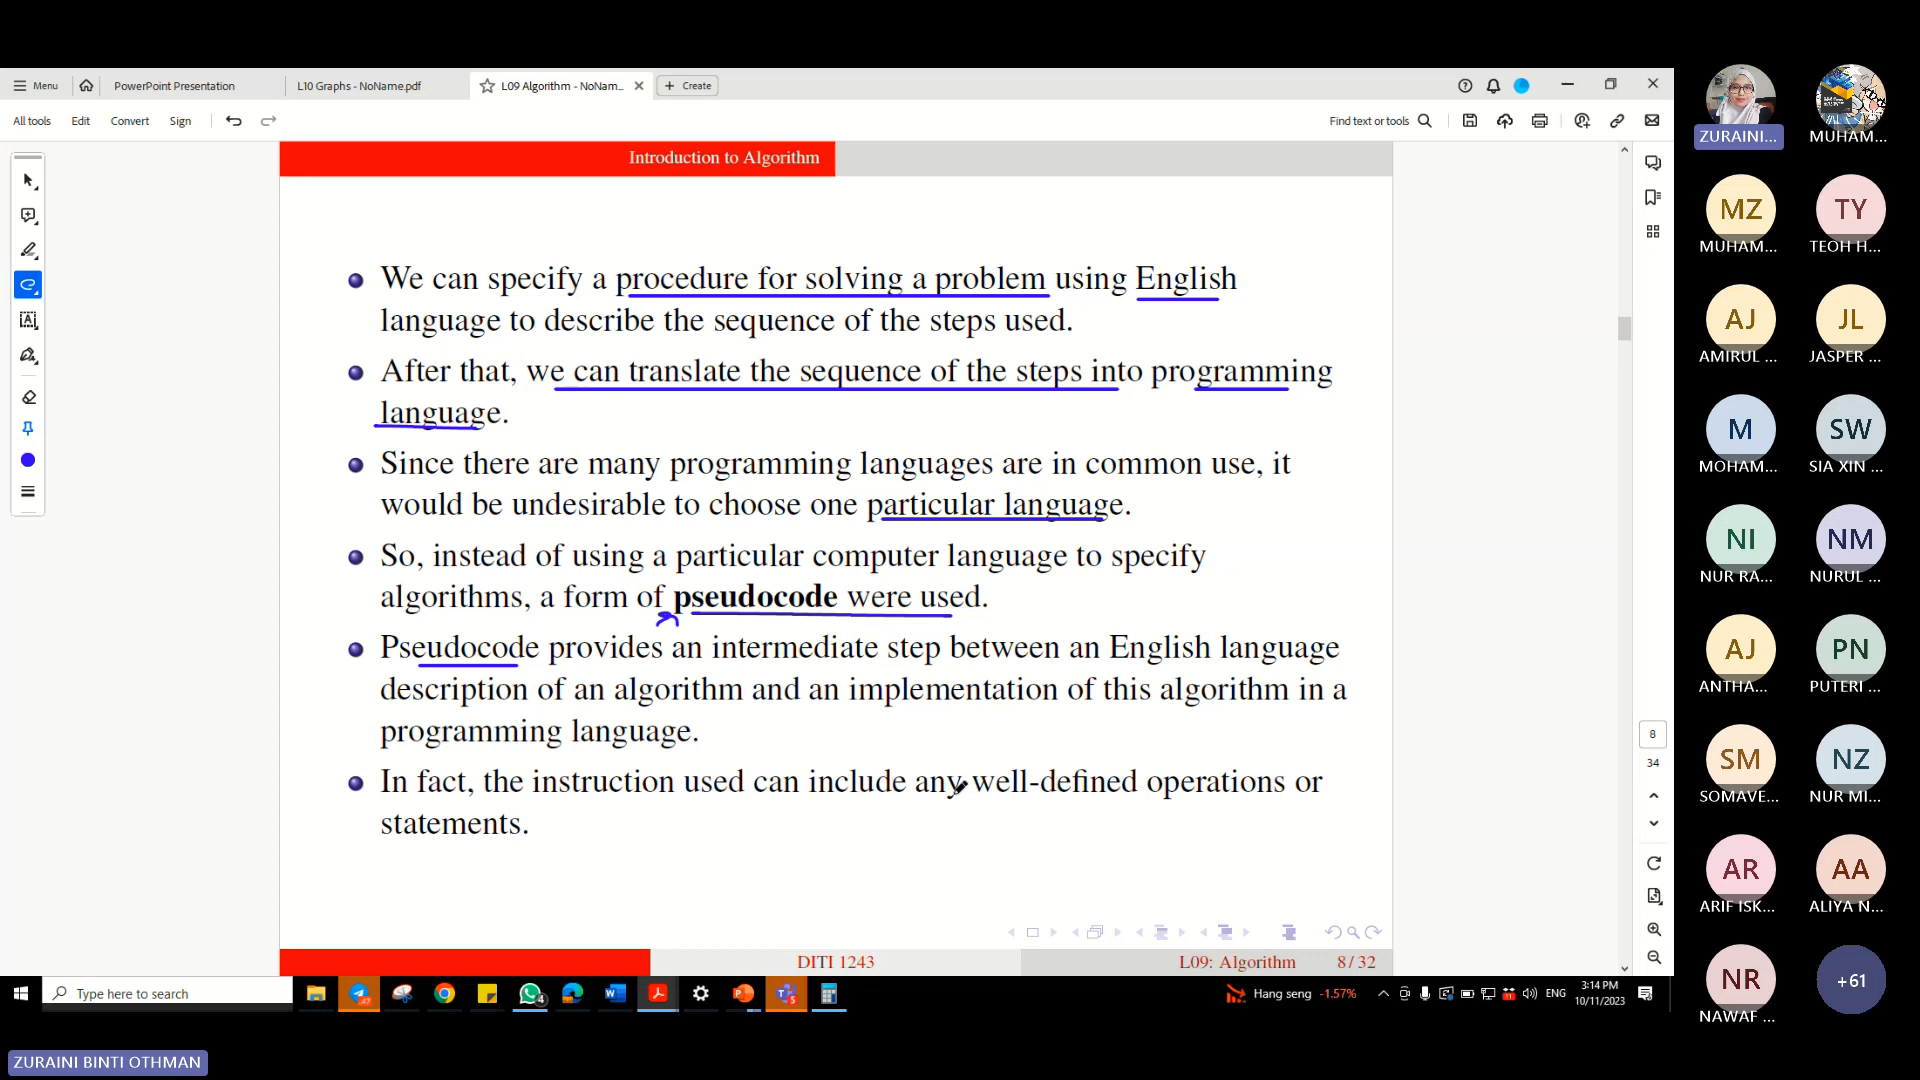 Menu
PowerPoint Presentation
L10 Graphs - NoName.pdf
L09 Algorithm - NoNam...
Create
All tools
Edit
Convert
Sign
Find text or tools
Introduction to Algorithm
We can specify a procedure for solving a problem using English
language to describe the sequence of the steps used.
After that, we can translate the sequence of the steps into programming
language.
Since there are many programming languages are in common use, it
would be undesirable to choose one particular language.
So, instead of using a particular computer language to specify
algorithms, a form of pseudocode were used.
Pseudocode provides an intermediate step between an English language
description of an algorithm and an implementation of this algorithm in a
programming language.
In fact, the instruction used can include any well-defined operations or
statements.
DITI 1243
L09: Algorithm
8 / 32
8
34
Type here to search
Hang seng -1.57%
ENG
3:14 PM
10/11/2023
ZURAINI BINTI OTHMAN
ZURAINI...
MUHAM...
MZ
MUHAM...
TY
TEOH H...
AJ
AMIRUL ...
JL
JASPER ...
M
MOHAM...
SW
SIA XIN ...
NI
NUR RA...
NM
NURUL ...
AJ
ANTHA...
PN
PUTERI ...
SM
SOMAVE...
NZ
NUR MI...
AR
ARIF ISK...
AA
ALIYA N...
NR
NAWAF ...
+61